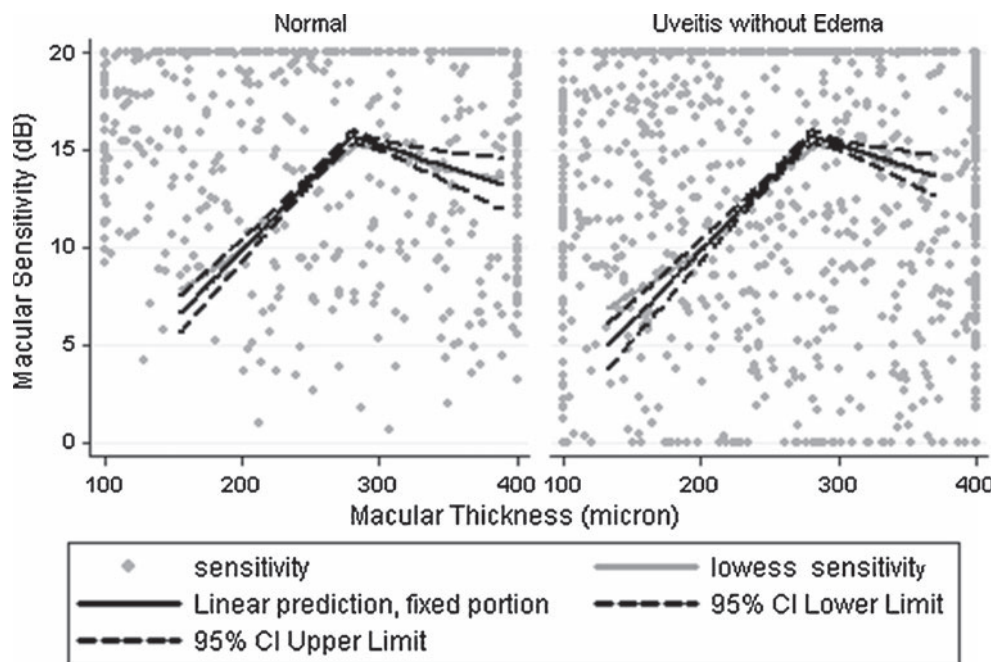 Normal
Uveitis without Edema
Macular Sensitivity (dB)
20
15
10
5
0
100
200
300
400
100
200
300
400
Macular Thickness (micron)
sensitivity
lowess sensitivity
Linear prediction, fixed portion
95% CI Lower Limit
95% CI Upper Limit